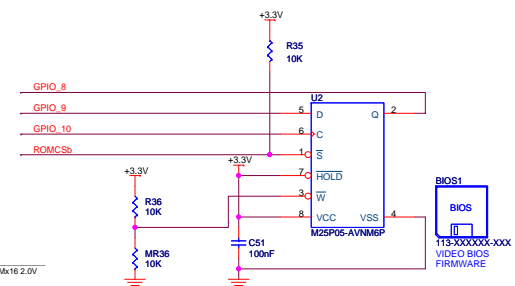 +3.3V
R35
10K
GPIO_8
U2
GPIO_9
5 D Q 2
GPIO_10
6 C
ROMCSb
1 S
+3.3V
+3.3V
7 HOLD
R36
10K
3 W
8 VCC VSS 4
M25P05-AVNM6P
BIOS1
BIOS
113-XXXXXX-XXX
VIDEO BIOS
FIRMWARE
C51
100nF
MR36
10K
Mx16 2.0V